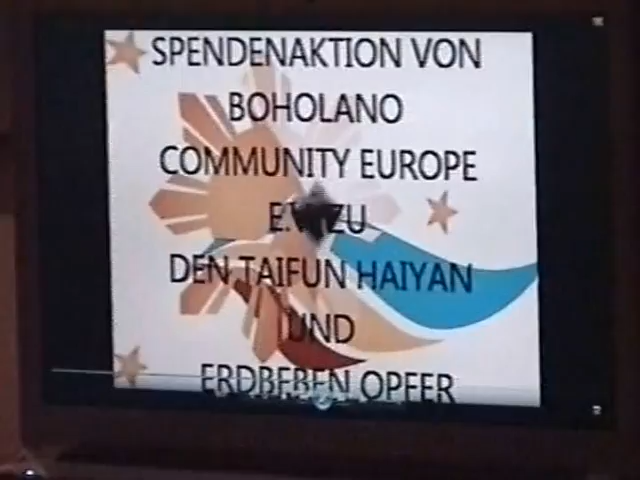 SPENDENAKTION VON
BOHOLANO
COMMUNITY EUROPE
ZU
DEN TAIFUN HAIYAN
UND
ERDBEBEN OPFER